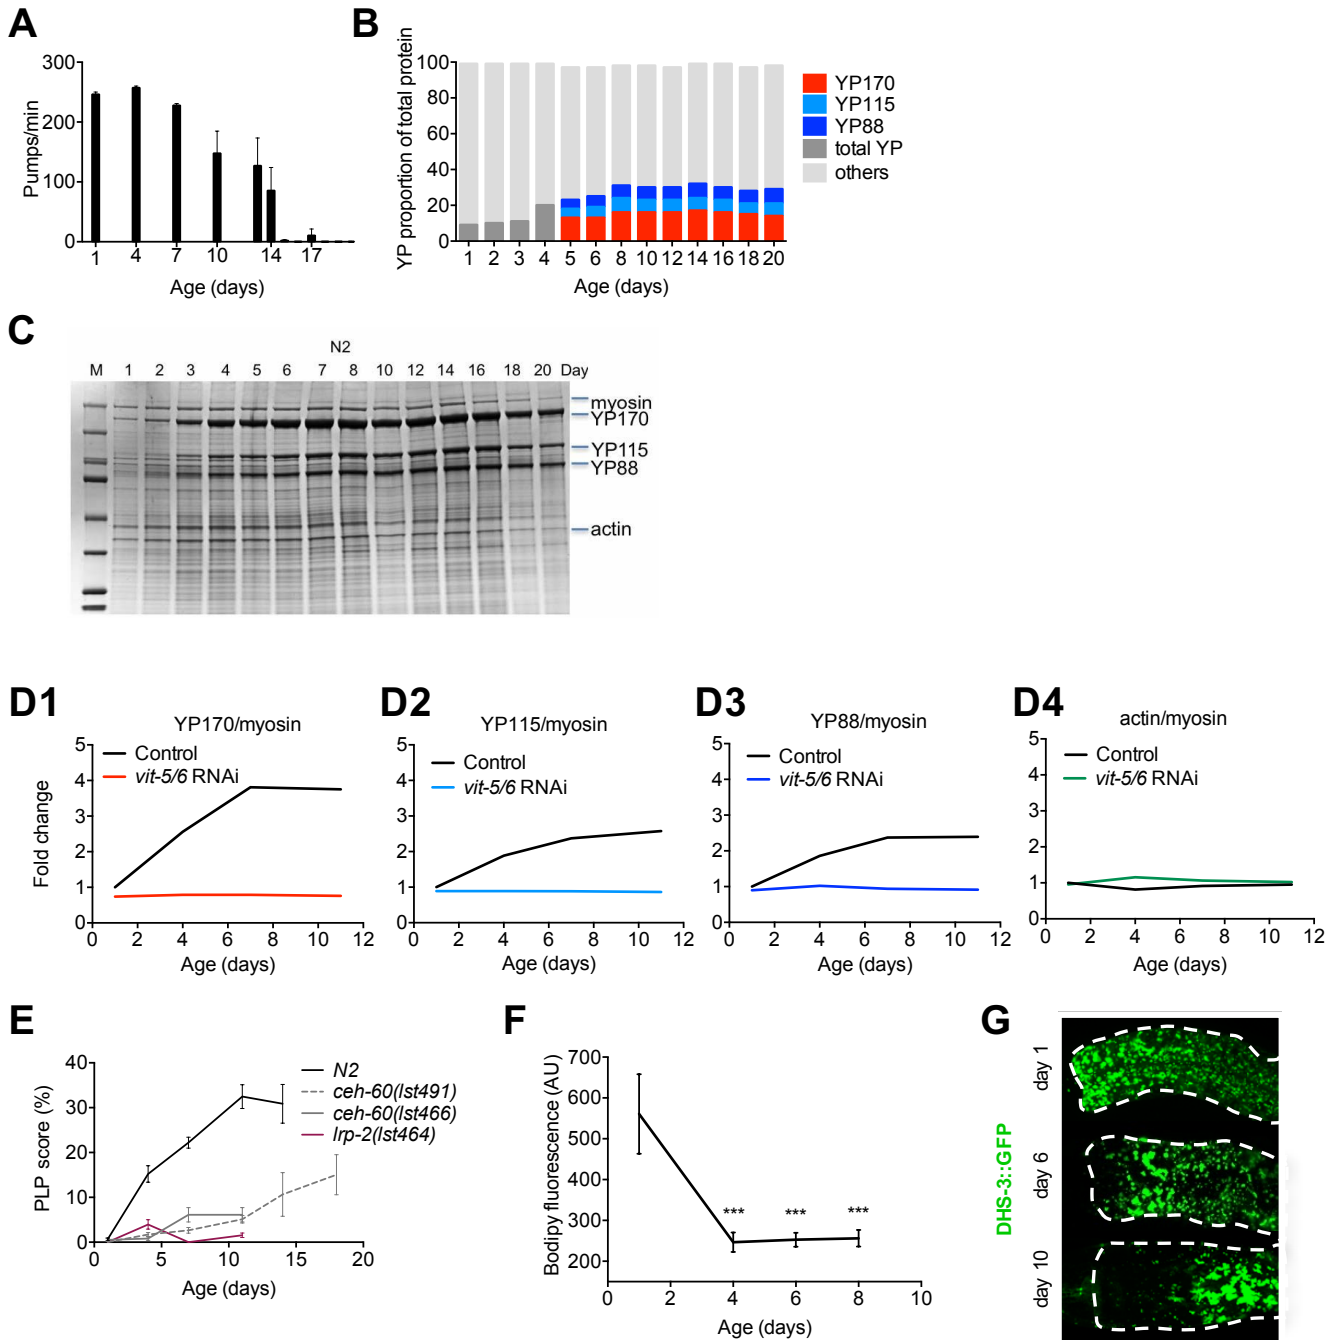 A
300
200
100
0
Pumps/min
1 4 7 10 14 17
Age (days)
B
100
80
60
40
20
0
YP proportion of total protein
1 2 3 4 5 6 8 10 12 14 16 18 20
Age (days)
YP170
YP115
YP88
total YP
others
C
N2
M 1 2 3 4 5 6 7 8 10 12 14 16 18 20 Day
myosin
YP170
YP115
YP88
actin
D1
YP170/myosin
5
4
3
2
1
0
Fold change
Control
vit-5/6 RNAi
0 2 4 6 8 10 12
Age (days)
D2
YP115/myosin
5
4
3
2
1
0
Control
vit-5/6 RNAi
0 2 4 6 8 10 12
Age (days)
D3
YP88/myosin
5
4
3
2
1
0
Control
vit-5/6 RNAi
0 2 4 6 8 10 12
Age (days)
D4
actin/myosin
5
4
3
2
1
0
Control
vit-5/6 RNAi
0 2 4 6 8 10 12
Age (days)
E
40
30
20
10
0
PLP score (%)
N2
ceh-60(lst491)
ceh-60(lst466)
lrp-2(lst464)
0 5 10 15 20
Age (days)
F
700
600
500
400
300
200
Bodipy fluorescence (AU)
*** *** ***
0 2 4 6 8 10
Age (days)
G
DHS-3::GFP
day 1
day 6
day 10